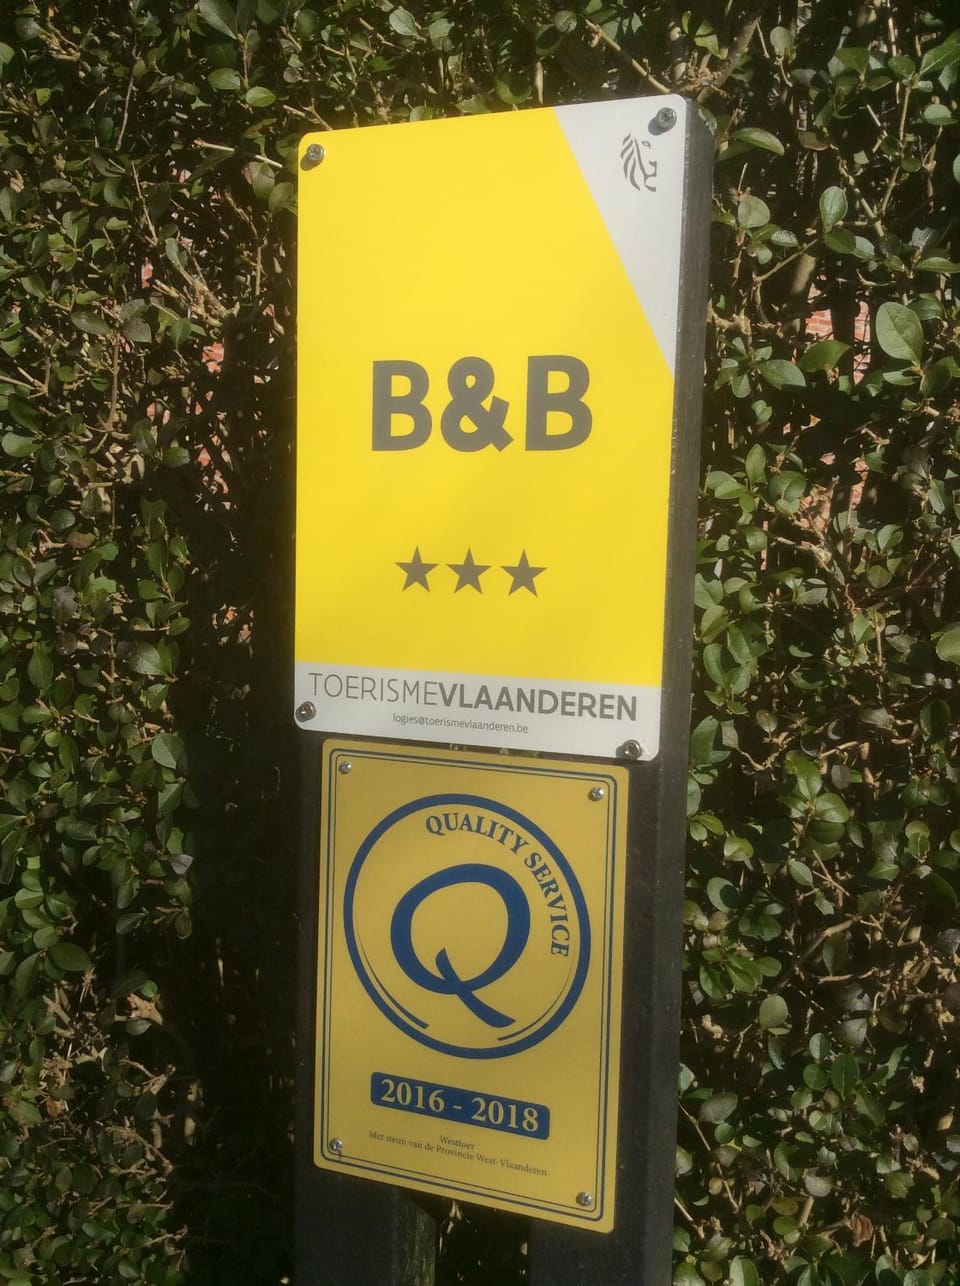 B&B
★★★
TOERISMEVLAANDEREN
logies@toerismevlaanderen.be
QUALITY SERVICE
Q
2016 - 2018
Westtoer
Met steun van de Provincie West-Vlaanderen